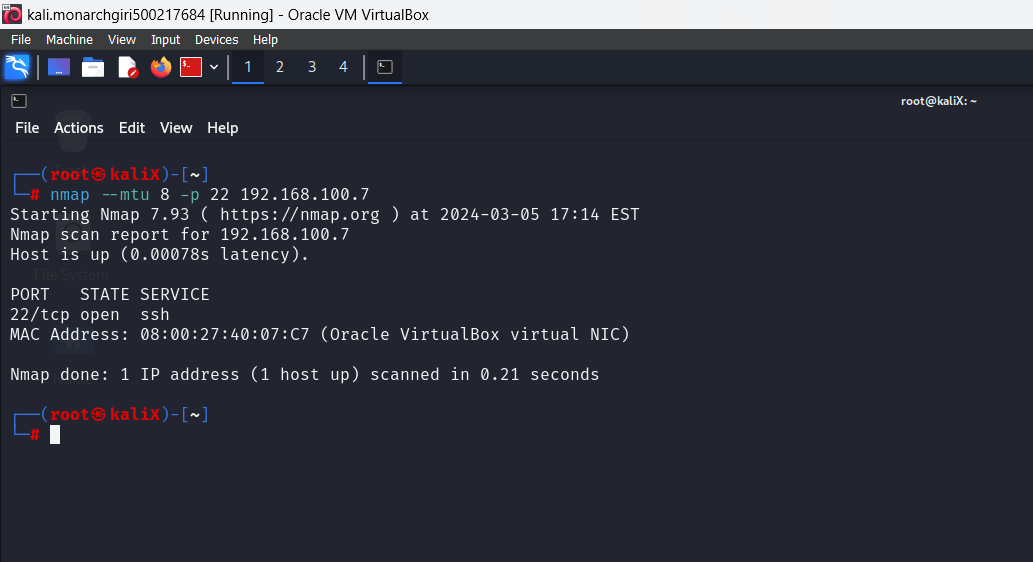 kali.monarchgiri500217684 [Running] - Oracle VM VirtualBox
File Machine View Input Devices Help
1 2 3 4
root@kaliX: ~
File Actions Edit View Help
┌──(root㉿kaliX)-[~]
└─# nmap --mtu 8 -p 22 192.168.100.7
Starting Nmap 7.93 ( https://nmap.org ) at 2024-03-05 17:14 EST
Nmap scan report for 192.168.100.7
Host is up (0.00078s latency).
File System
PORT   STATE SERVICE
22/tcp open  ssh
MAC Address: 08:00:27:40:07:C7 (Oracle VirtualBox virtual NIC)
Nmap done: 1 IP address (1 host up) scanned in 0.21 seconds
┌──(root㉿kaliX)-[~]
└─#